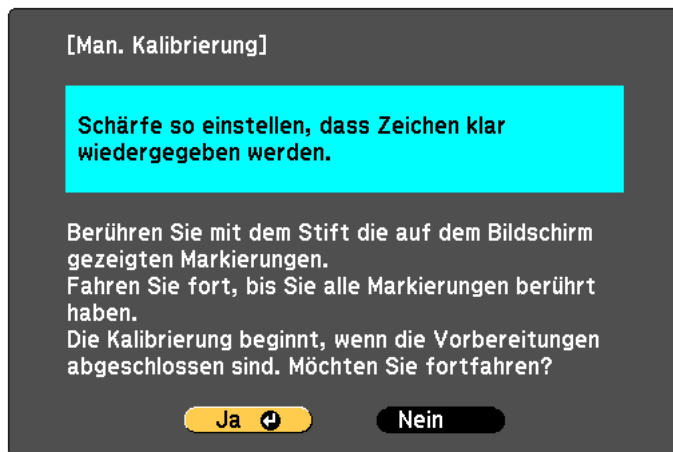 [Man. Kalibrierung]
Schärfe so einstellen, dass Zeichen klar
wiedergegeben werden.
Berühren Sie mit dem Stift die auf dem Bildschirm
gezeigten Markierungen.
Fahren Sie fort, bis Sie alle Markierungen berührt
haben.
Die Kalibrierung beginnt, wenn die Vorbereitungen
abgeschlossen sind. Möchten Sie fortfahren?
Ja Nein